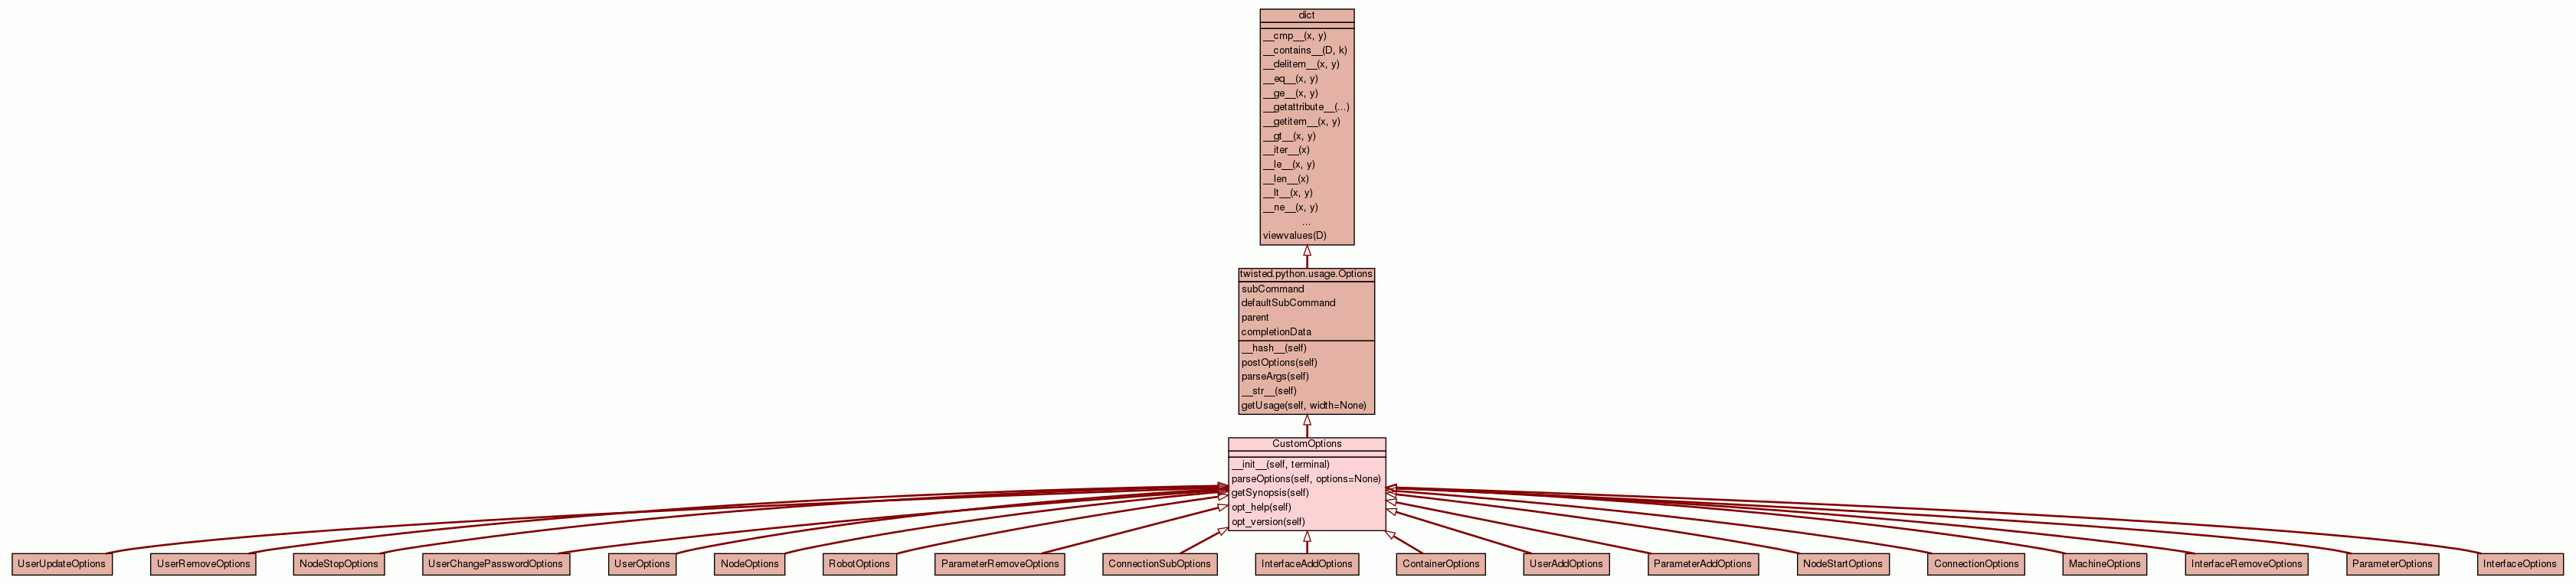 dict
__cmp__(x, y)
__contains__(D, k)
__delitem__(x, y)
__eq__(x, y)
__ge__(x, y)
__getattribute__(...)
__getitem__(x, y)
__gt__(x, y)
__iter__(x)
__le__(x, y)
__len__(x)
__lt__(x, y)
__ne__(x, y)
...
viewvalues(D)
twisted.python.usage.Options
subCommand
defaultSubCommand
parent
completionData
__hash__(self)
postOptions(self)
parseArgs(self)
__str__(self)
getUsage(self, width=None)
CustomOptions
__init__(self, terminal)
parseOptions(self, options=None)
getSynopsis(self)
opt_help(self)
opt_version(self)
UserUpdateOptions
UserRemoveOptions
NodeStopOptions
UserChangePasswordOptions
UserOptions
NodeOptions
RobotOptions
ParameterRemoveOptions
ConnectionSubOptions
InterfaceAddOptions
ContainerOptions
UserAddOptions
ParameterAddOptions
NodeStartOptions
ConnectionOptions
MachineOptions
InterfaceRemoveOptions
ParameterOptions
InterfaceOptions